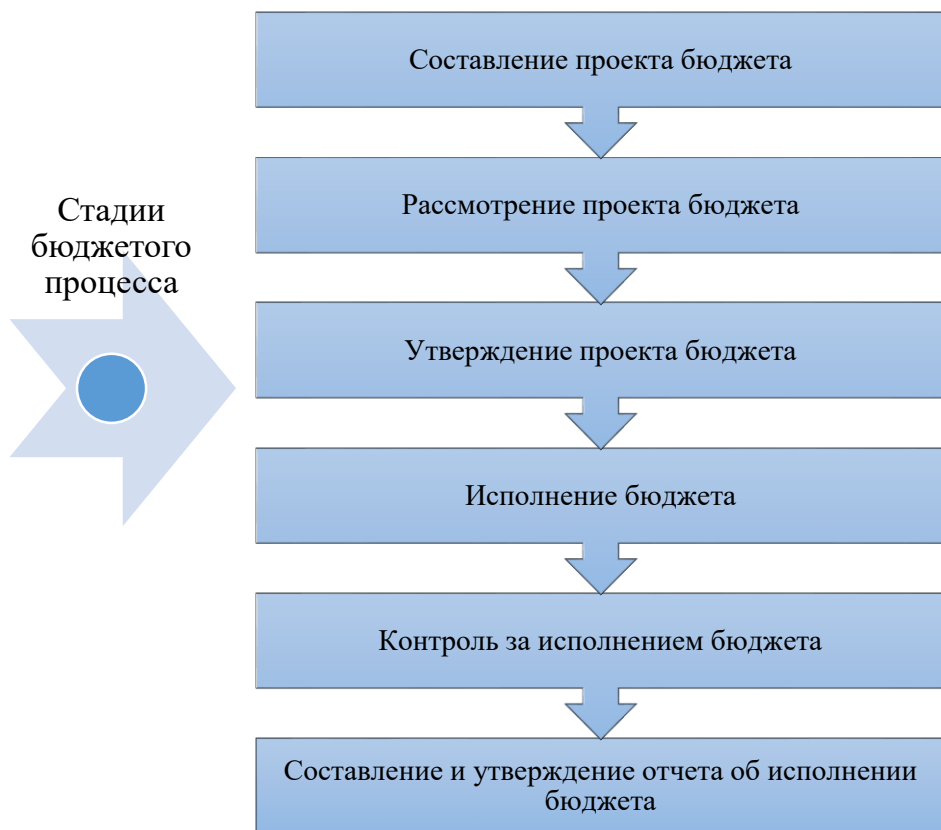 Составление проекта бюджета
Рассмотрение проекта бюджета
Стадии
бюджетого
процесса
Утверждение проекта бюджета
Исполнение бюджета
Контроль за исполнением бюджета
Составление и утверждение отчета об исполнении
бюджета